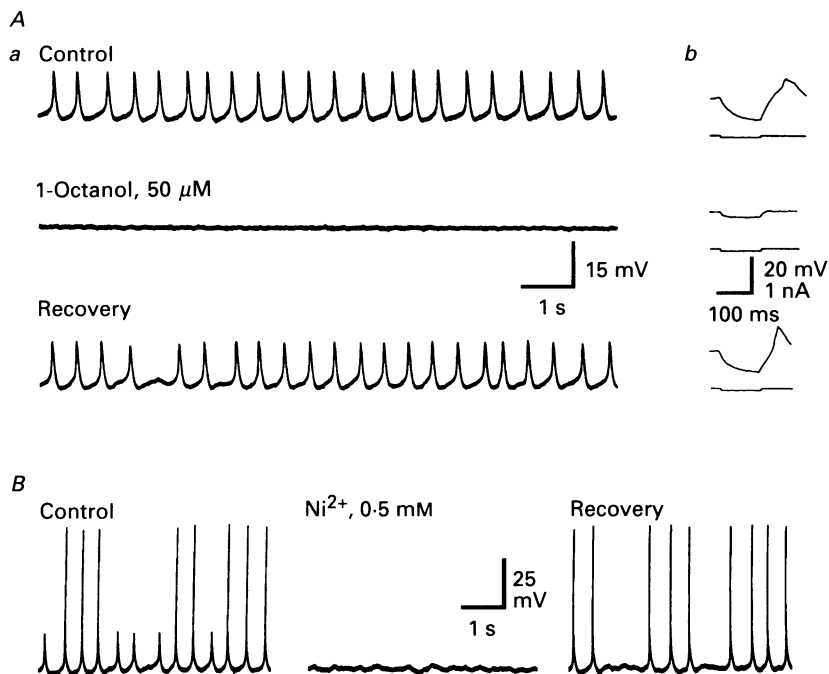 A
a Control b
1-Octanol, 50 μM
15 mV
1 s
20 mV
1 nA
100 ms
Recovery
B
Control Ni2+, 0·5 mM Recovery
25
mV
1 s